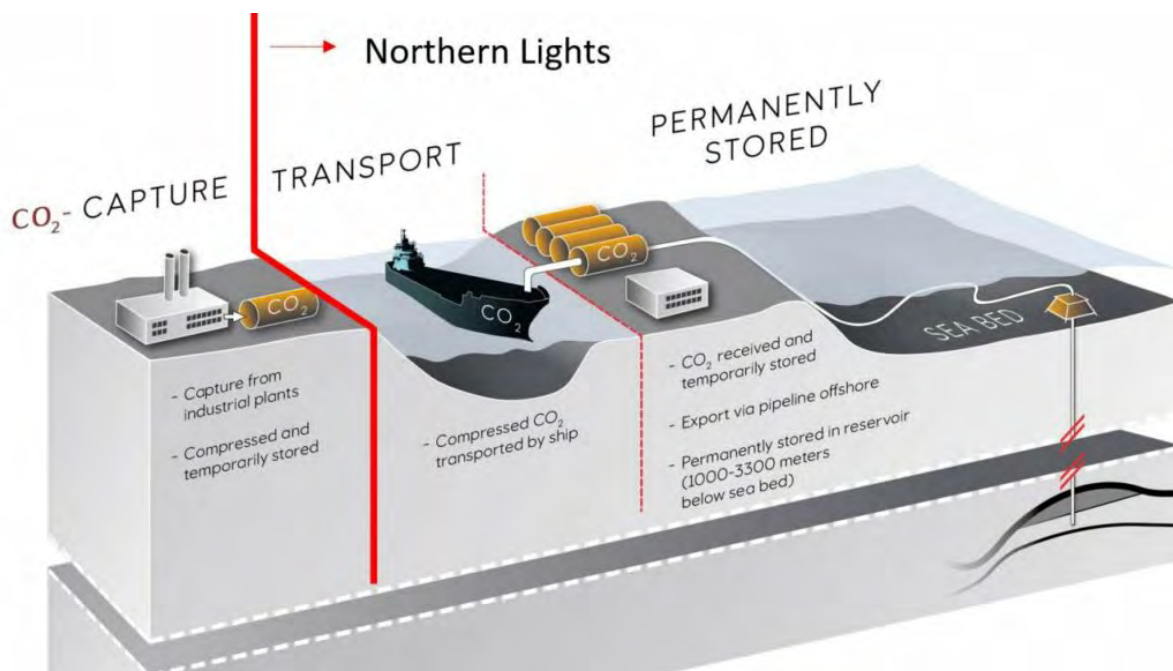 Northern Lights
CO₂- CAPTURE
TRANSPORT
PERMANENTLY
STORED
CO₂
CO₂
CO₂
SEA BED
- Capture from
industrial plants
- Compressed and
temporarily stored
- Compressed CO₂
transported by ship
- CO₂ received and
temporarily stored
- Export via pipeline offshore
- Permanently stored in reservoir
(1000-3300 meters
below sea bed)